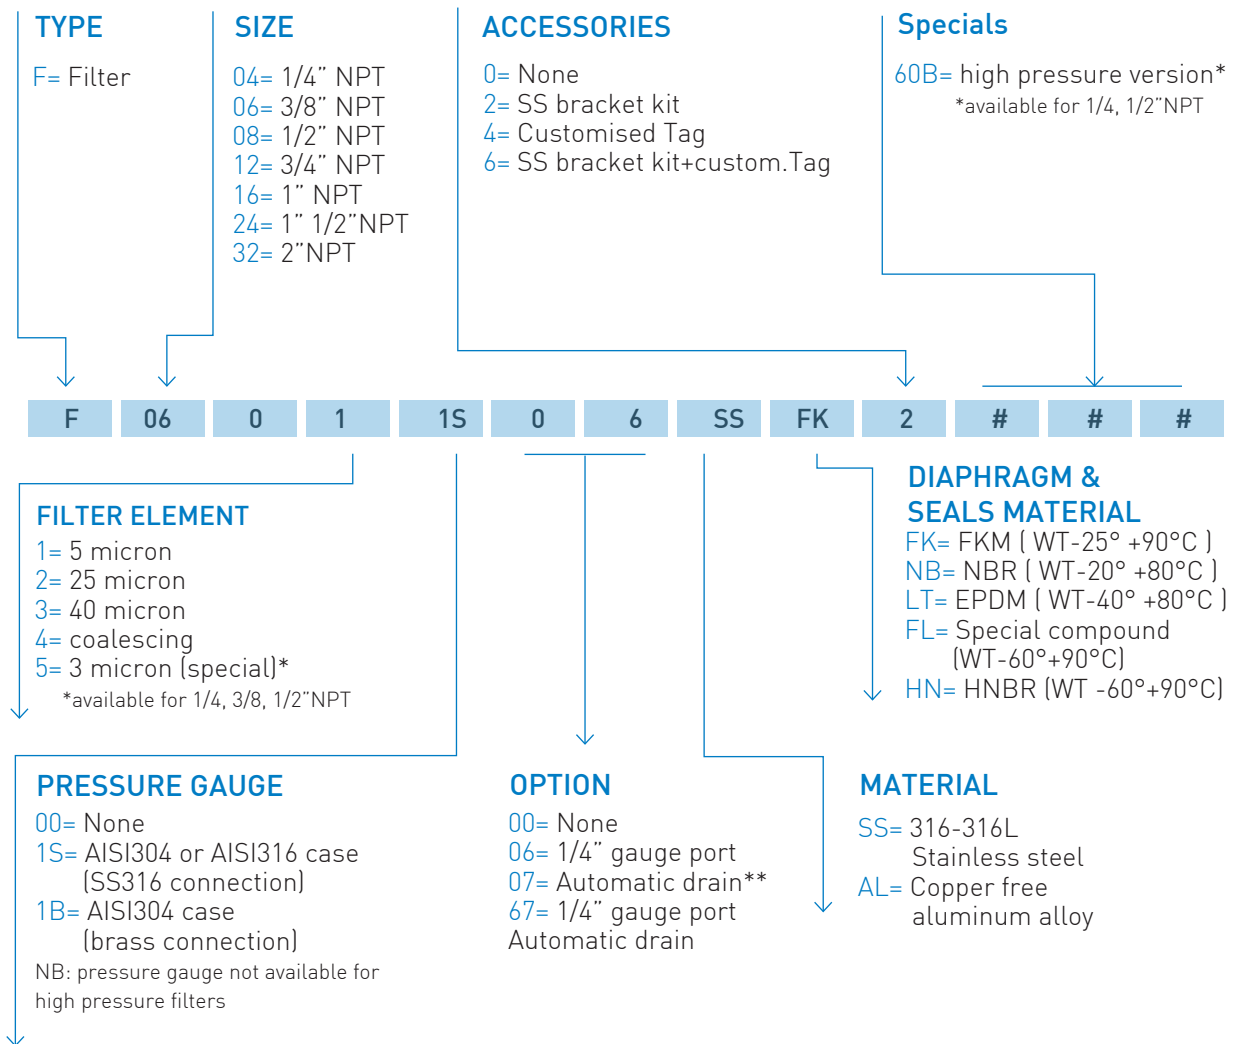 TYPE
F= Filter
SIZE
04= 1/4” NPT
06= 3/8” NPT
08= 1/2” NPT
12= 3/4” NPT
16= 1” NPT
24= 1” 1/2”NPT
32= 2”NPT
ACCESSORIES
0= None
2= SS bracket kit
4= Customised Tag
6= SS bracket kit+custom.Tag
Specials
60B= high pressure version*
*available for 1/4, 1/2”NPT
F 06 0 1 1S 0 6 SS FK 2 # # #
FILTER ELEMENT
1= 5 micron
2= 25 micron
3= 40 micron
4= coalescing
5= 3 micron (special)*
*available for 1/4, 3/8, 1/2”NPT
DIAPHRAGM &
SEALS MATERIAL
FK= FKM ( WT-25° +90°C )
NB= NBR ( WT-20° +80°C )
LT= EPDM ( WT-40° +80°C )
FL= Special compound
(WT-60°+90°C)
HN= HNBR (WT -60°+90°C)
PRESSURE GAUGE
00= None
1S= AISI304 or AISI316 case
(SS316 connection)
1B= AISI304 case
(brass connection)
NB: pressure gauge not available for
high pressure filters
OPTION
00= None
06= 1/4” gauge port
07= Automatic drain**
67= 1/4” gauge port
Automatic drain
MATERIAL
SS= 316-316L
Stainless steel
AL= Copper free
aluminum alloy